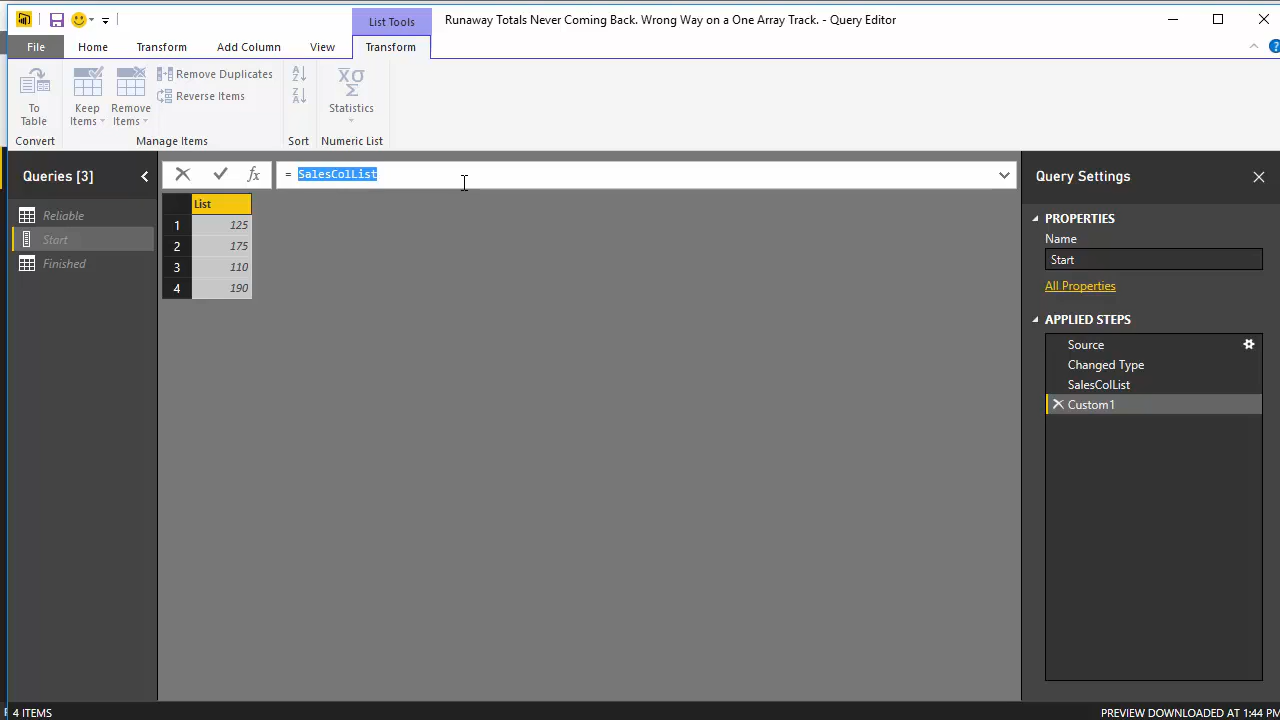 List Tools
Runaway Totals Never Coming Back. Wrong Way on a One Array Track. - Query Editor
File Home Transform Add Column View Transform
To Table
Keep Items
Remove Items
Remove Duplicates
Reverse Items
Statistics
Convert Manage Items Sort Numeric List
Queries [3]
Reliable
Start
Finished
fx = SalesColList
List
1 125
2 175
3 110
4 190
Query Settings
PROPERTIES
Name
Start
All Properties
APPLIED STEPS
Source
Changed Type
SalesColList
Custom1
4 ITEMS
PREVIEW DOWNLOADED AT 1:44 PM